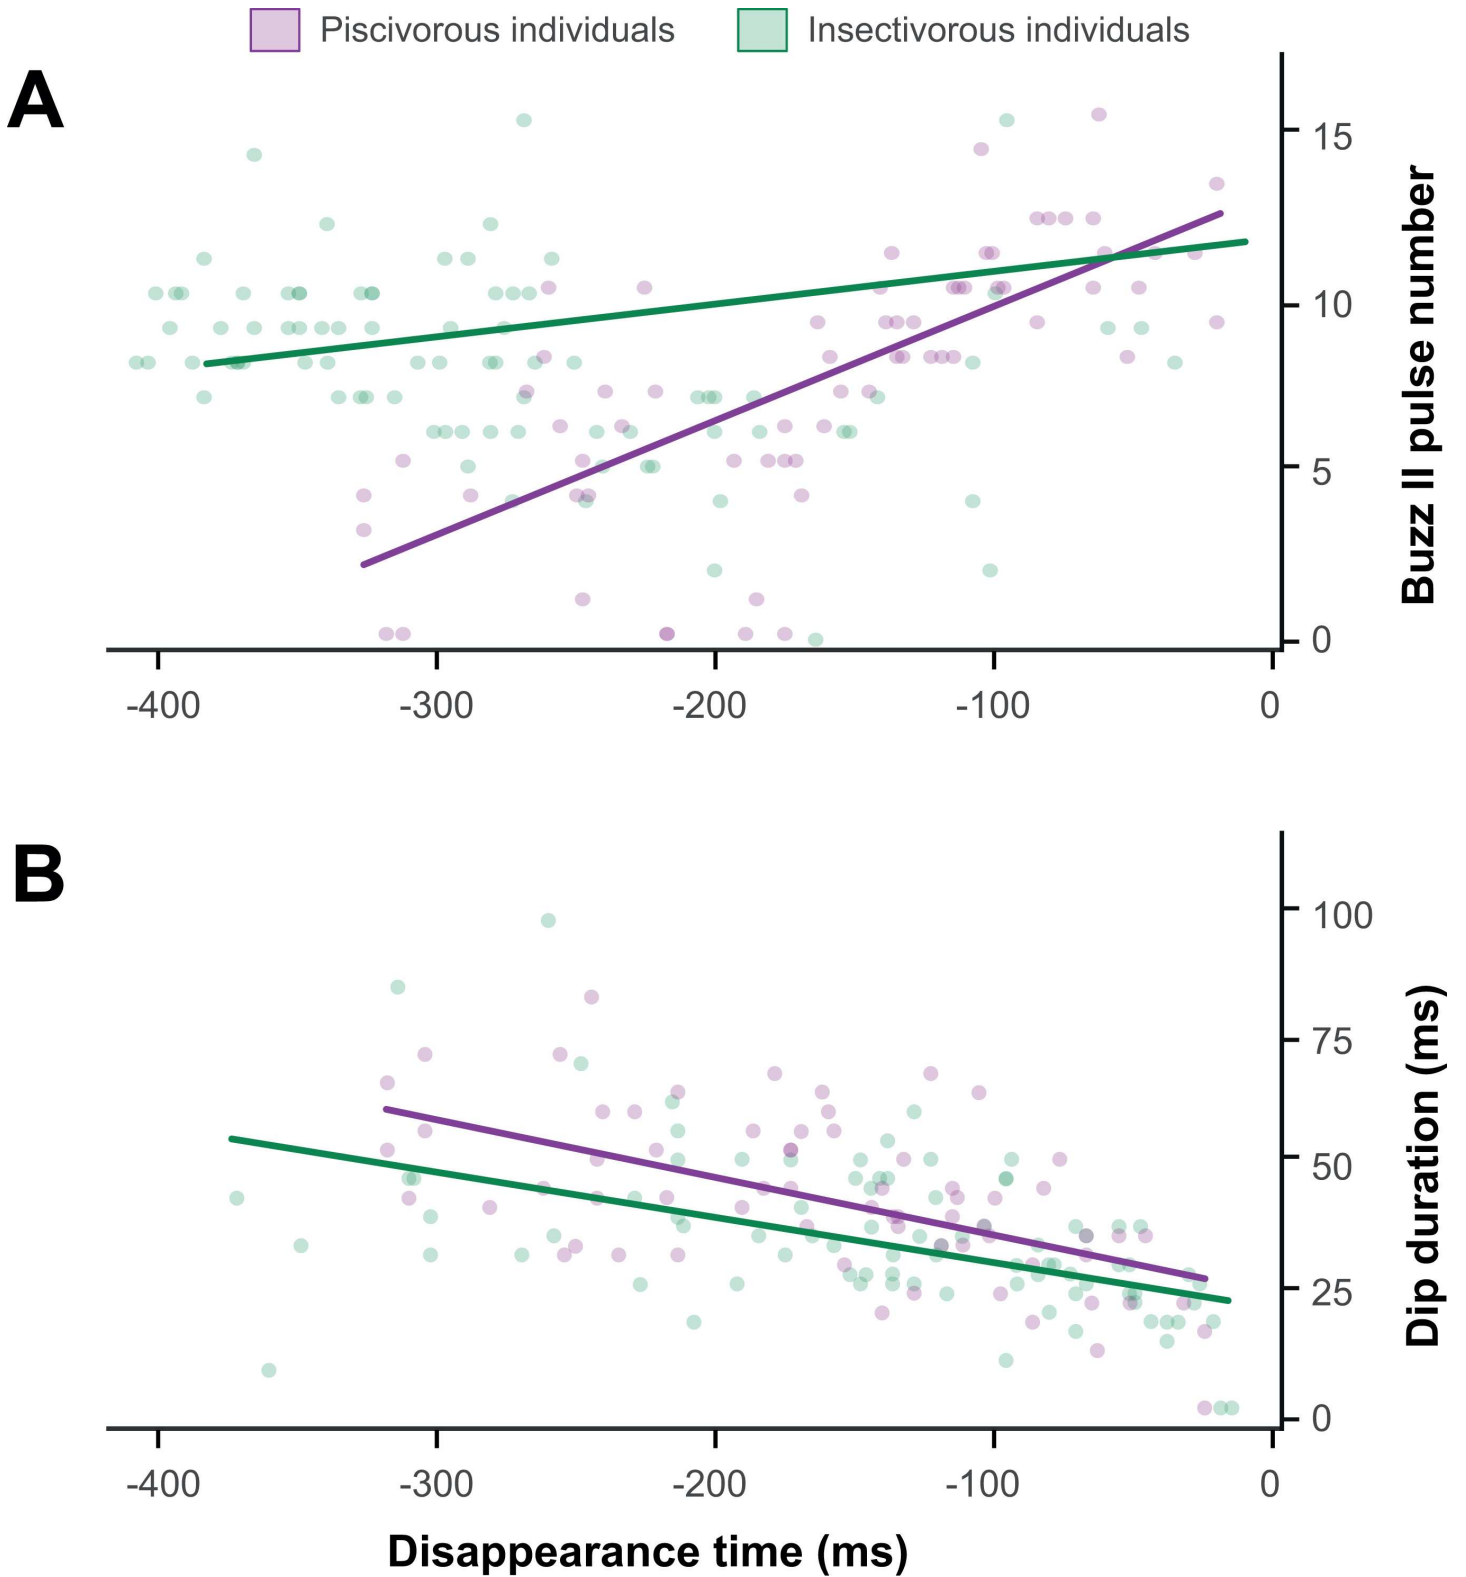 Piscivorous individuals
Insectivorous individuals
A
15
10
5
0
Buzz II pulse number
-400 -300 -200 -100 0
B
100
75
50
25
0
Dip duration (ms)
-400 -300 -200 -100 0
Disappearance time (ms)